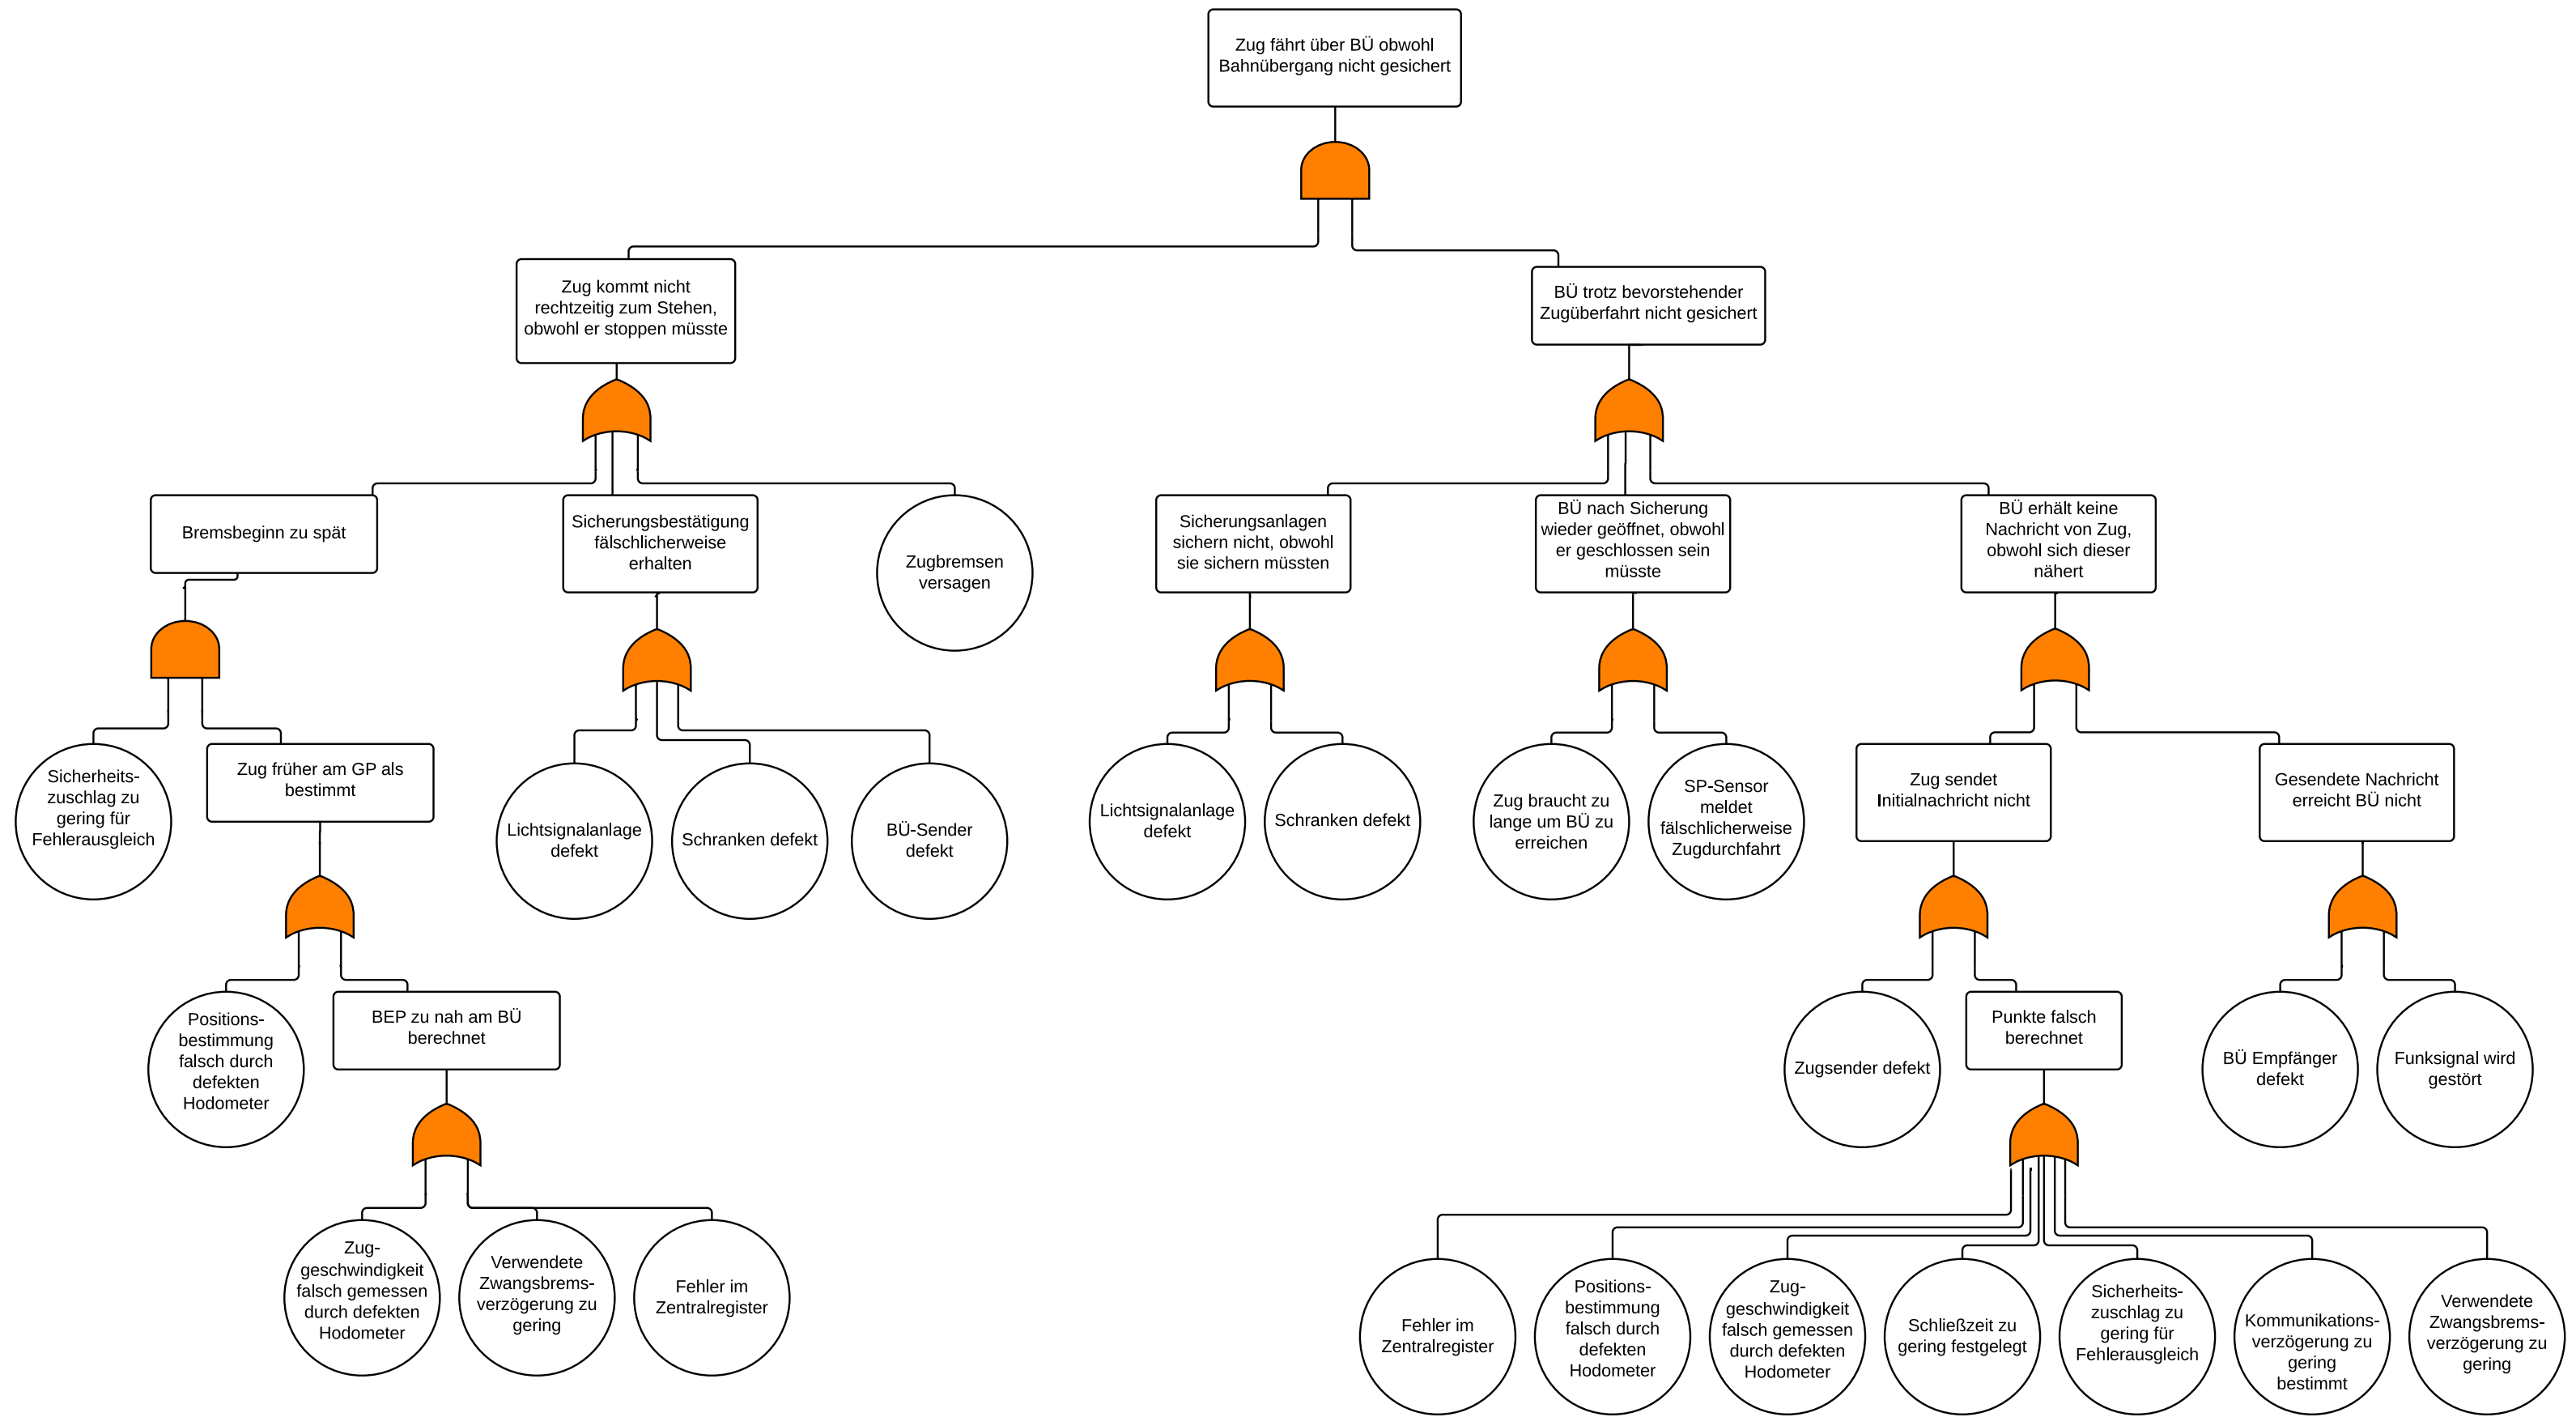 Zug fährt über BÜ obwohl
Bahnübergang nicht gesichert
Zug kommt nicht
rechtzeitig zum Stehen,
obwohl er stoppen müsste
BÜ trotz bevorstehender
Zugüberfahrt nicht gesichert
Bremsbeginn zu spät
Sicherungsbestätigung
fälschlicherweise
erhalten
Zugbremsen
versagen
Sicherungsanlagen
sichern nicht, obwohl
sie sichern müssten
BÜ nach Sicherung
wieder geöffnet, obwohl
er geschlossen sein
müsste
BÜ erhält keine
Nachricht von Zug,
obwohl sich dieser
nähert
Sicherheits-
zuschlag zu
gering für
Fehlerausgleich
Zug früher am GP als
bestimmt
Lichtsignalanlage
defekt
Schranken defekt
BÜ-Sender
defekt
Lichtsignalanlage
defekt
Schranken defekt
Zug braucht zu
lange um BÜ zu
erreichen
SP-Sensor
meldet
fälschlicherweise
Zugdurchfahrt
Zug sendet
Initialnachricht nicht
Gesendete Nachricht
erreicht BÜ nicht
Positions-
bestimmung
falsch durch
defekten
Hodometer
BEP zu nah am BÜ
berechnet
Zugsender defekt
Punkte falsch
berechnet
BÜ Empfänger
defekt
Funksignal wird
gestört
Zug-
geschwindigkeit
falsch gemessen
durch defekten
Hodometer
Verwendete
Zwangsbrems-
verzögerung zu
gering
Fehler im
Zentralregister
Fehler im
Zentralregister
Positions-
bestimmung
falsch durch
defekten
Hodometer
Zug-
geschwindigkeit
falsch gemessen
durch defekten
Hodometer
Schließzeit zu
gering festgelegt
Sicherheits-
zuschlag zu
gering für
Fehlerausgleich
Kommunikations-
verzögerung zu
gering
bestimmt
Verwendete
Zwangsbrems-
verzögerung zu
gering